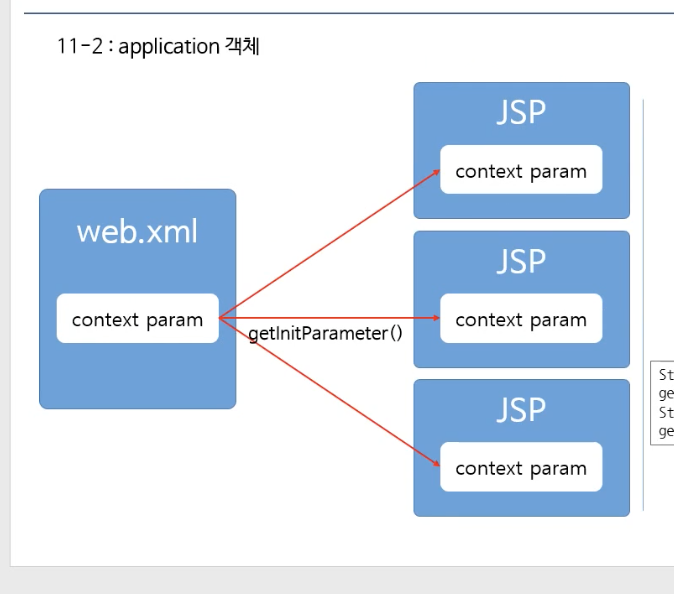 11-2 : application 객체
JSP
context param
web.xml
context param
getInitParameter()
JSP
context param
JSP
context param
St
ge
St
ge